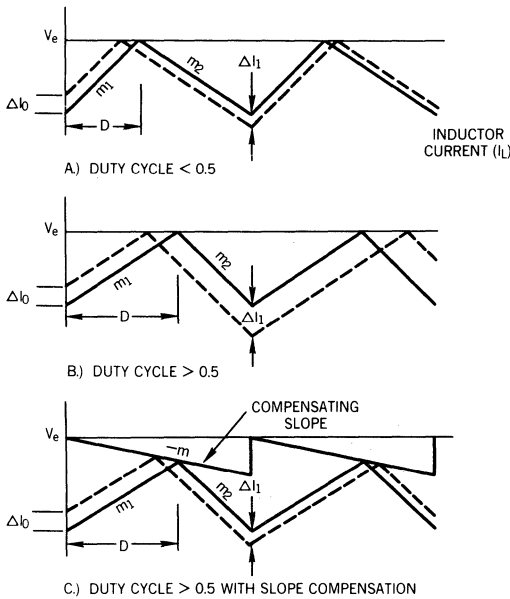 Ve
m1
m2
ΔI1
ΔI0
D
INDUCTOR
CURRENT (IL)
A.) DUTY CYCLE < 0.5
Ve
m1
m2
ΔI1
ΔI0
D
B.) DUTY CYCLE > 0.5
COMPENSATING
SLOPE
Ve
−m
m1
m2
ΔI1
ΔI0
D
C.) DUTY CYCLE > 0.5 WITH SLOPE COMPENSATION